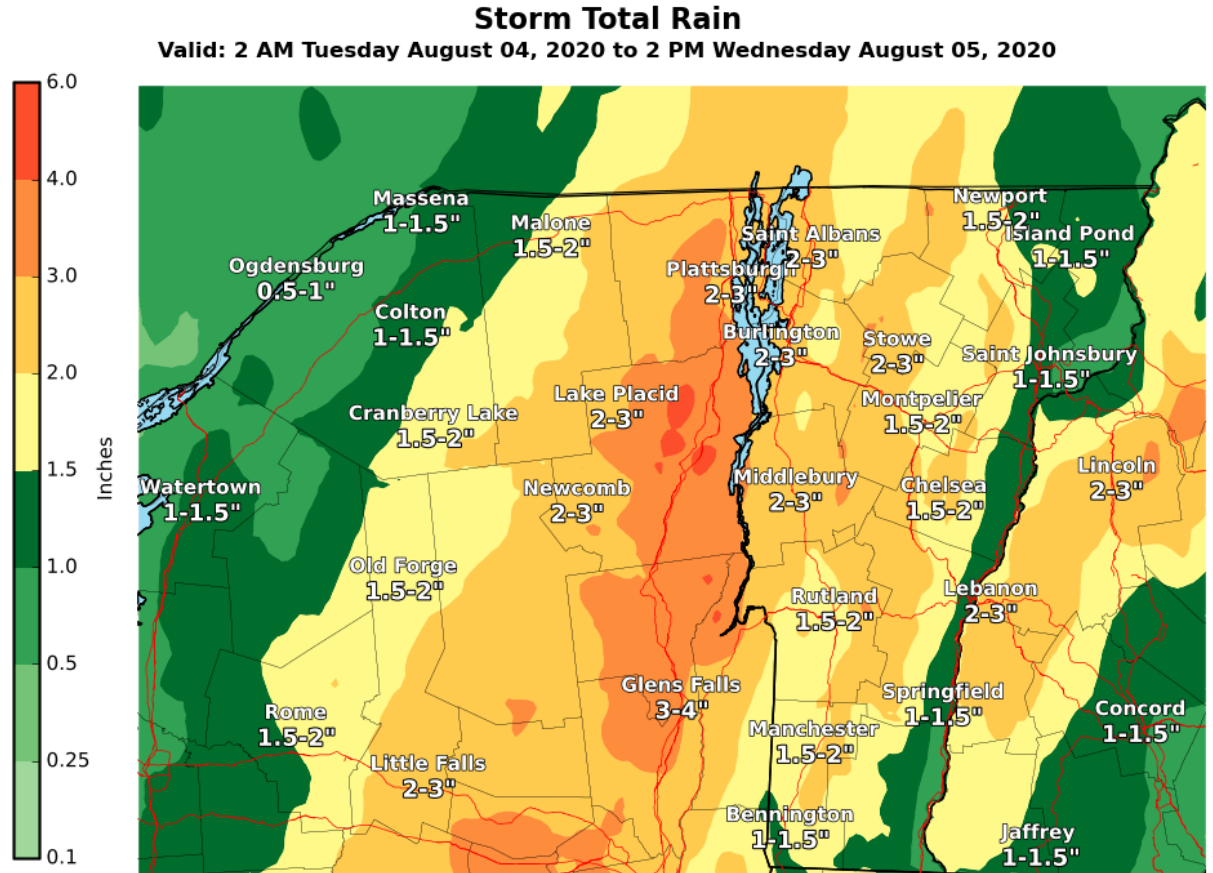 Storm Total Rain
Valid: 2 AM Tuesday August 04, 2020 to 2 PM Wednesday August 05, 2020
6.0
4.0
3.0
2.0
1.5
1.0
0.5
0.25
0.1
Inches
Massena
1-1.5"
Malone
1.5-2"
Newport
1.5-2"
Saint Albans
2-3"
Island Pond
1-1.5"
Ogdensburg
0.5-1"
Plattsburgh
2-3"
Colton
1-1.5"
Burlington
2-3"
Stowe
2-3"
Saint Johnsbury
1-1.5"
Lake Placid
2-3"
Montpelier
1.5-2"
Cranberry Lake
1.5-2"
Watertown
1-1.5"
Newcomb
2-3"
Middlebury
2-3"
Chelsea
1.5-2"
Lincoln
2-3"
Old Forge
1.5-2"
Rutland
1.5-2"
Lebanon
2-3"
Glens Falls
3-4"
Springfield
1-1.5"
Rome
1.5-2"
Concord
1-1.5"
Manchester
1.5-2"
Little Falls
2-3"
Bennington
1-1.5"
Jaffrey
1-1.5"